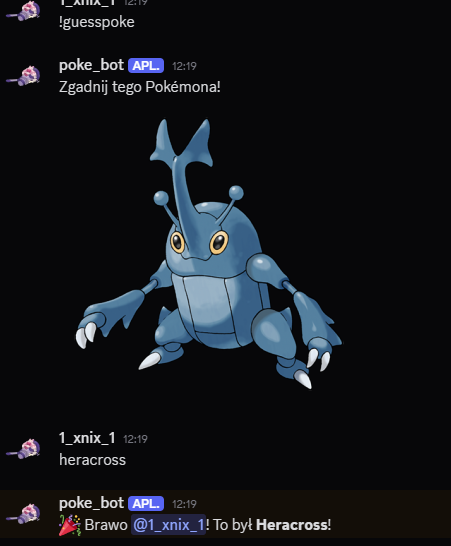 1_xnix_1 12:19
!guesspoke
poke_bot APL. 12:19
Zgadnij tego Pokémona!
1_xnix_1 12:19
heracross
poke_bot APL. 12:19
🎉 Brawo @1_xnix_1! To był Heracross!